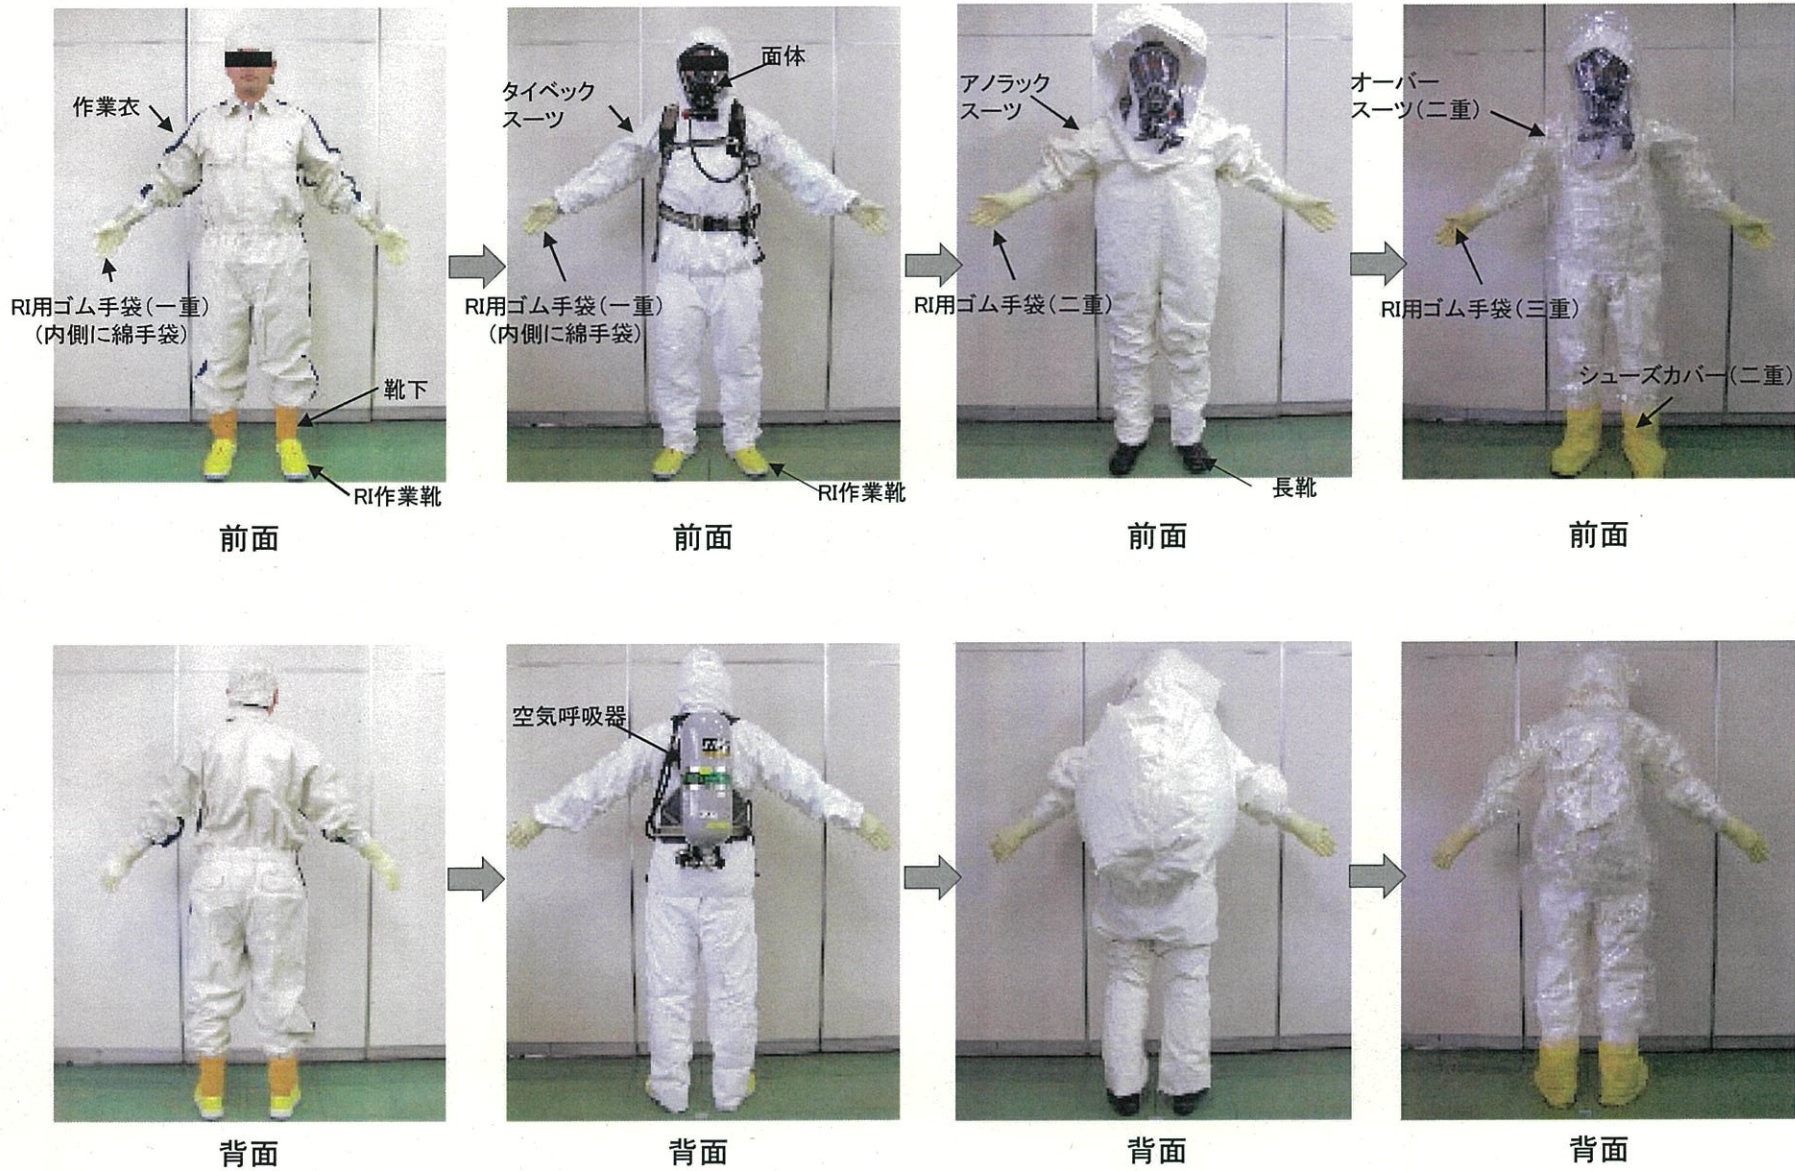 作業衣
RI用ゴム手袋(一重)
(内側に綿手袋)
靴下
RI作業靴
前面
タイベック
スーツ
面体
RI用ゴム手袋(一重)
(内側に綿手袋)
RI作業靴
前面
アノラック
スーツ
RI用ゴム手袋(二重)
長靴
前面
オーバー
スーツ(二重)
RI用ゴム手袋(三重)
シューズカバー(二重)
前面
背面
空気呼吸器
背面
背面
背面